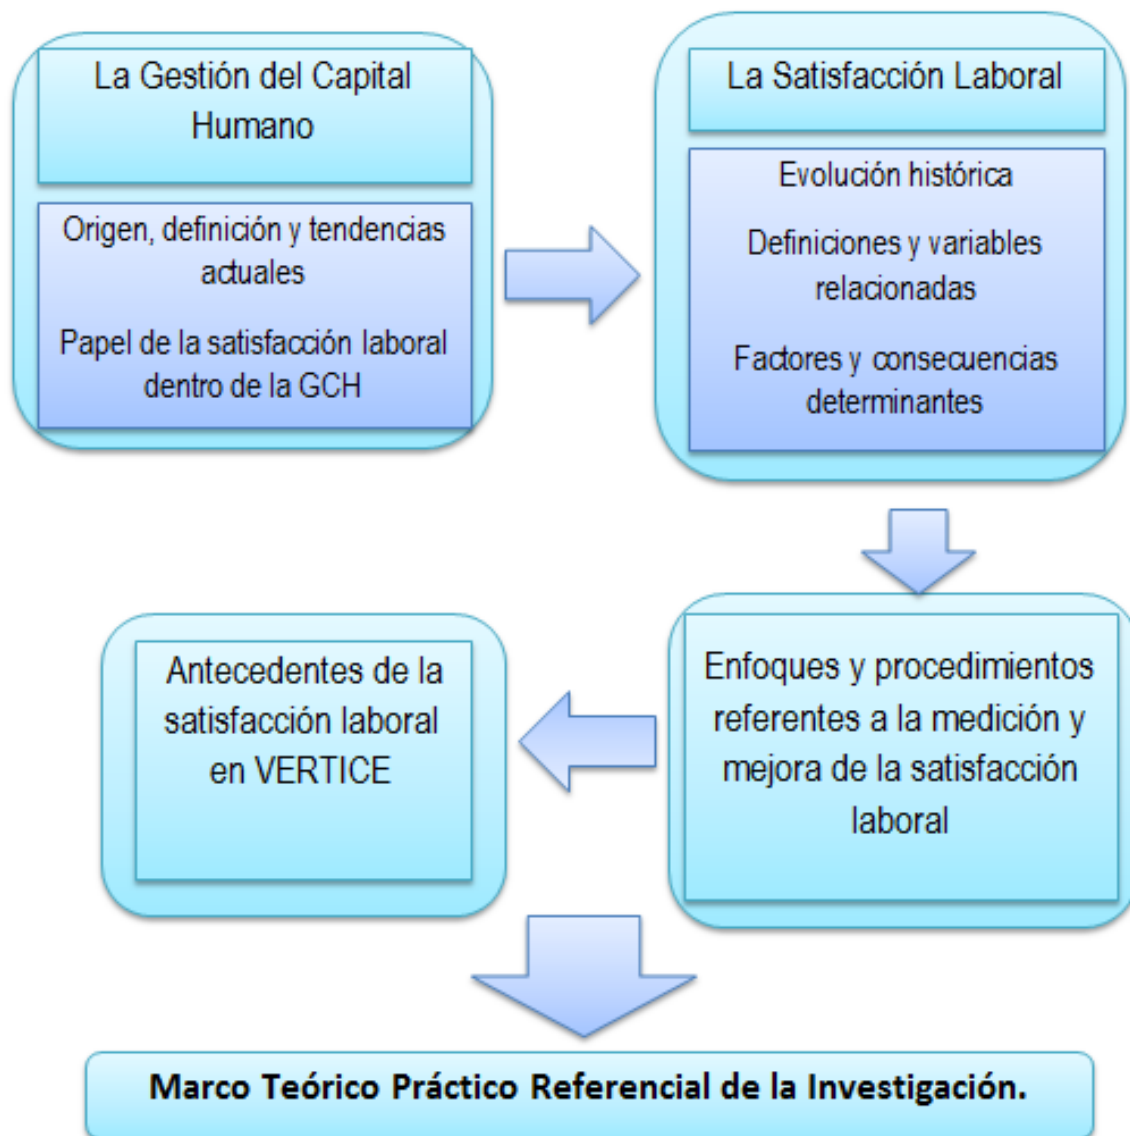 La Gestión del Capital
Humano
Origen, definición y tendencias
actuales
Papel de la satisfacción laboral
dentro de la GCH
La Satisfacción Laboral
Evolución histórica
Definiciones y variables
relacionadas
Factores y consecuencias
determinantes
Enfoques y procedimientos
referentes a la medición y
mejora de la satisfacción
laboral
Antecedentes de la
satisfacción laboral
en VERTICE
Marco Teórico Práctico Referencial de la Investigación.